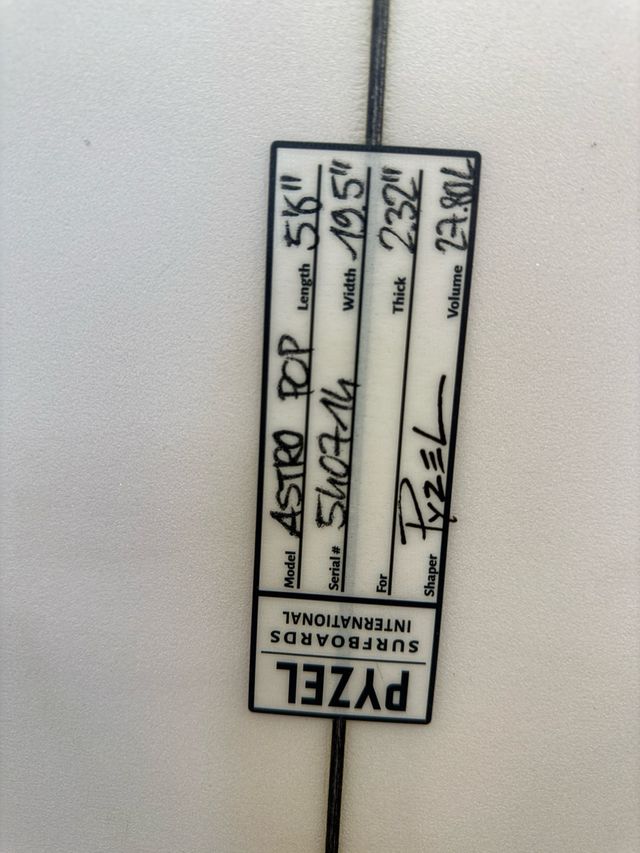 PYZEL
SURFBOARDS
INTERNATIONAL
Model ASTRO POP Length 5'6"
Serial # 540714 Width 19.5"
For Thick 2.32"
Shaper PYZEL Volume 27.80L